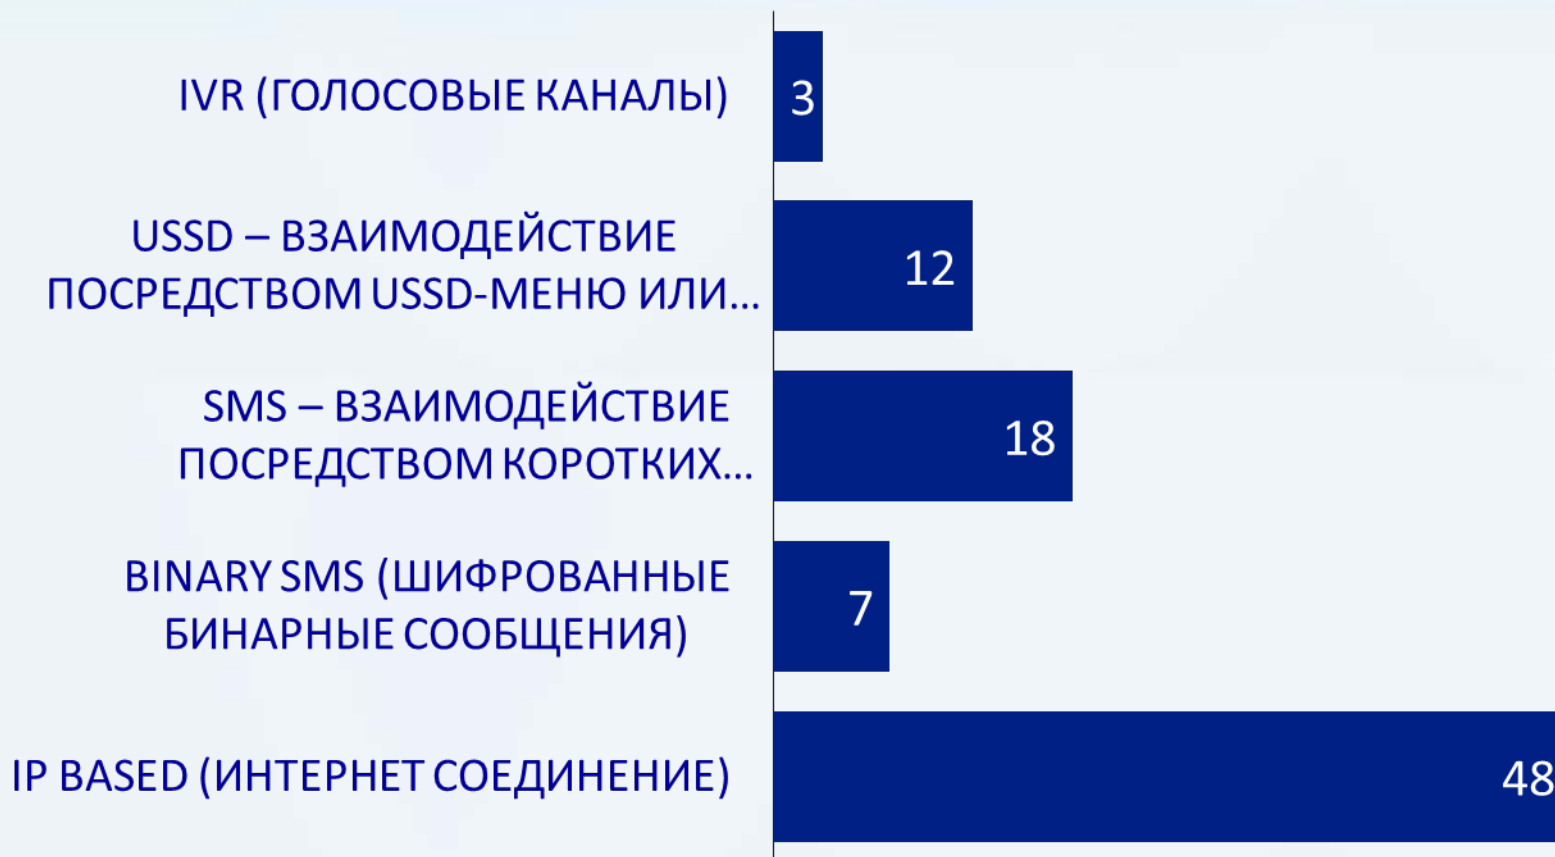 IVR (ГОЛОСОВЫЕ КАНАЛЫ)
3
USSD – ВЗАИМОДЕЙСТВИЕ
ПОСРЕДСТВОМ USSD-МЕНЮ ИЛИ...
12
SMS – ВЗАИМОДЕЙСТВИЕ
ПОСРЕДСТВОМ КОРОТКИХ...
18
BINARY SMS (ШИФРОВАННЫЕ
БИНАРНЫЕ СООБЩЕНИЯ)
7
IP BASED (ИНТЕРНЕТ СОЕДИНЕНИЕ)
48